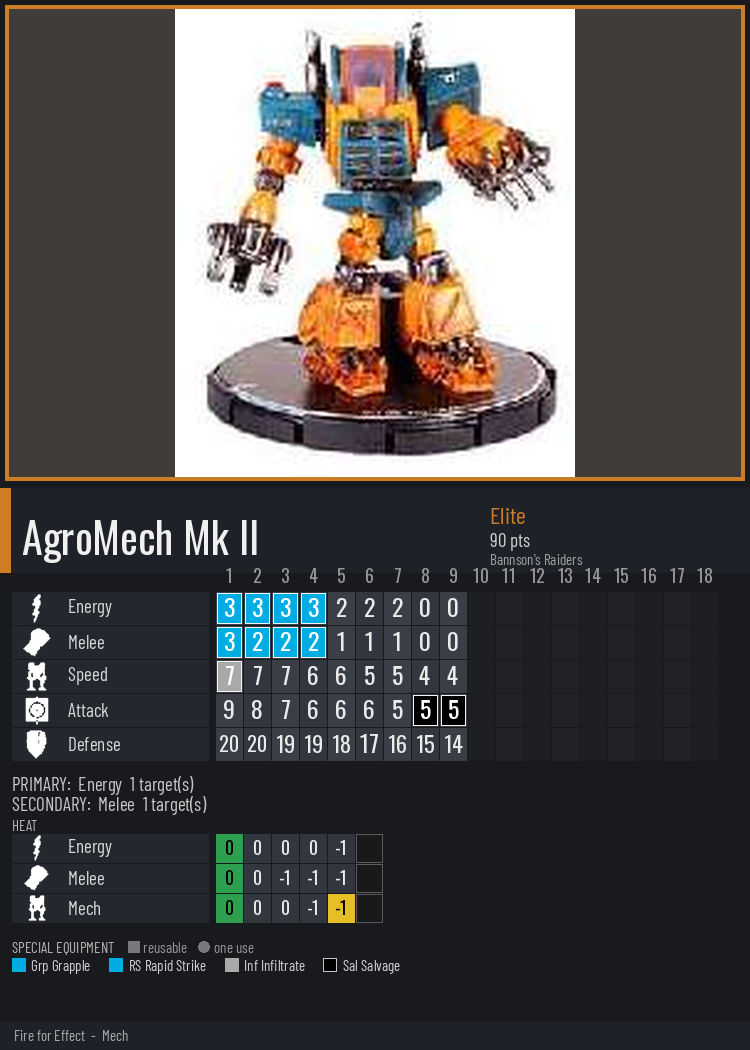 AgroMech Mk II
Elite
90 pts
Bannson's Raiders
1 2 3 4 5 6 7 8 9 10 11 12 13 14 15 16 17 18
Energy 3 3 3 3 2 2 2 0 0
Melee 3 2 2 2 1 1 1 0 0
Speed 7 7 7 6 6 5 5 4 4
Attack 9 8 7 6 6 6 5 5 5
Defense 20 20 19 19 18 17 16 15 14
PRIMARY: Energy 1 target(s)
SECONDARY: Melee 1 target(s)
HEAT
Energy 0 0 0 0 -1
Melee 0 0 -1 -1 -1
Mech 0 0 0 -1 -1
SPECIAL EQUIPMENT reusable one use
Grp Grapple RS Rapid Strike Inf Infiltrate Sal Salvage
Fire for Effect - Mech